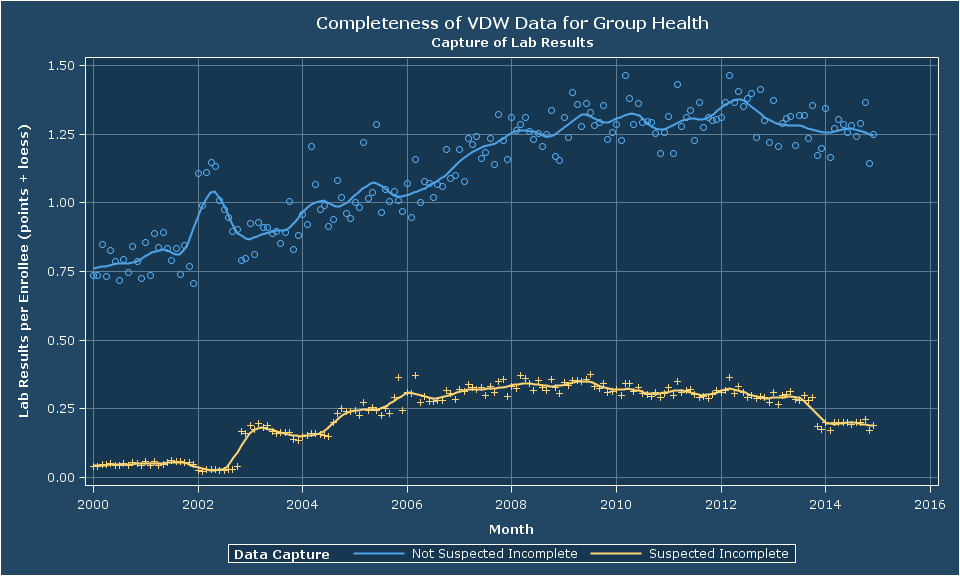 Completeness of VDW Data for Group Health
Capture of Lab Results
Lab Results per Enrollee (points + loess)
1.50
1.25
1.00
0.75
0.50
0.25
0.00
2000 2002 2004 2006 2008 2010 2012 2014 2016
Month
Data Capture Not Suspected Incomplete Suspected Incomplete